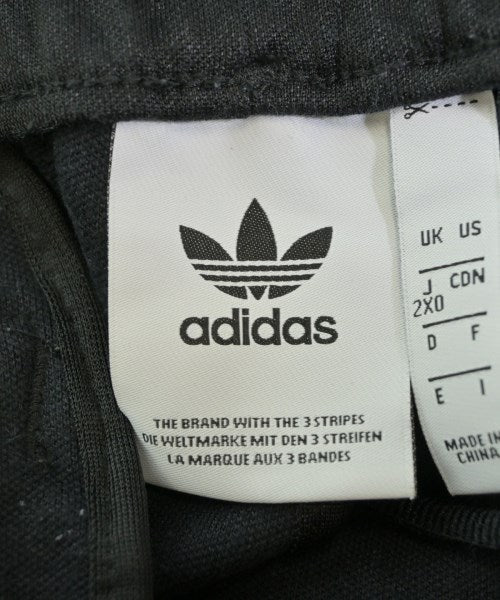 adidas
THE BRAND WITH THE 3 STRIPES
DIE WELTMARKE MIT DEN 3 STREIFEN
LA MARQUE AUX 3 BANDES
UK US
J CDN
2XO
D F
E I
MADE IN
CHINA